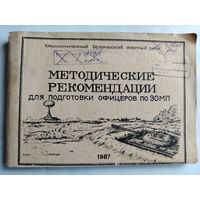 Краснознаменный Белорусский военный округ
МЕТОДИЧЕСКИЕ
РЕКОМЕНДАЦИИ
для подготовки офицеров по ЗОМП
1987